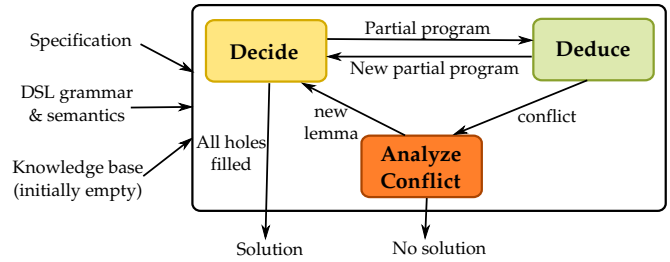 Specification
DSL grammar
& semantics
Knowledge base
(initially empty)
Decide
Partial program
New partial program
Deduce
All holes
filled
new
lemma
conflict
Analyze
Conflict
Solution
No solution